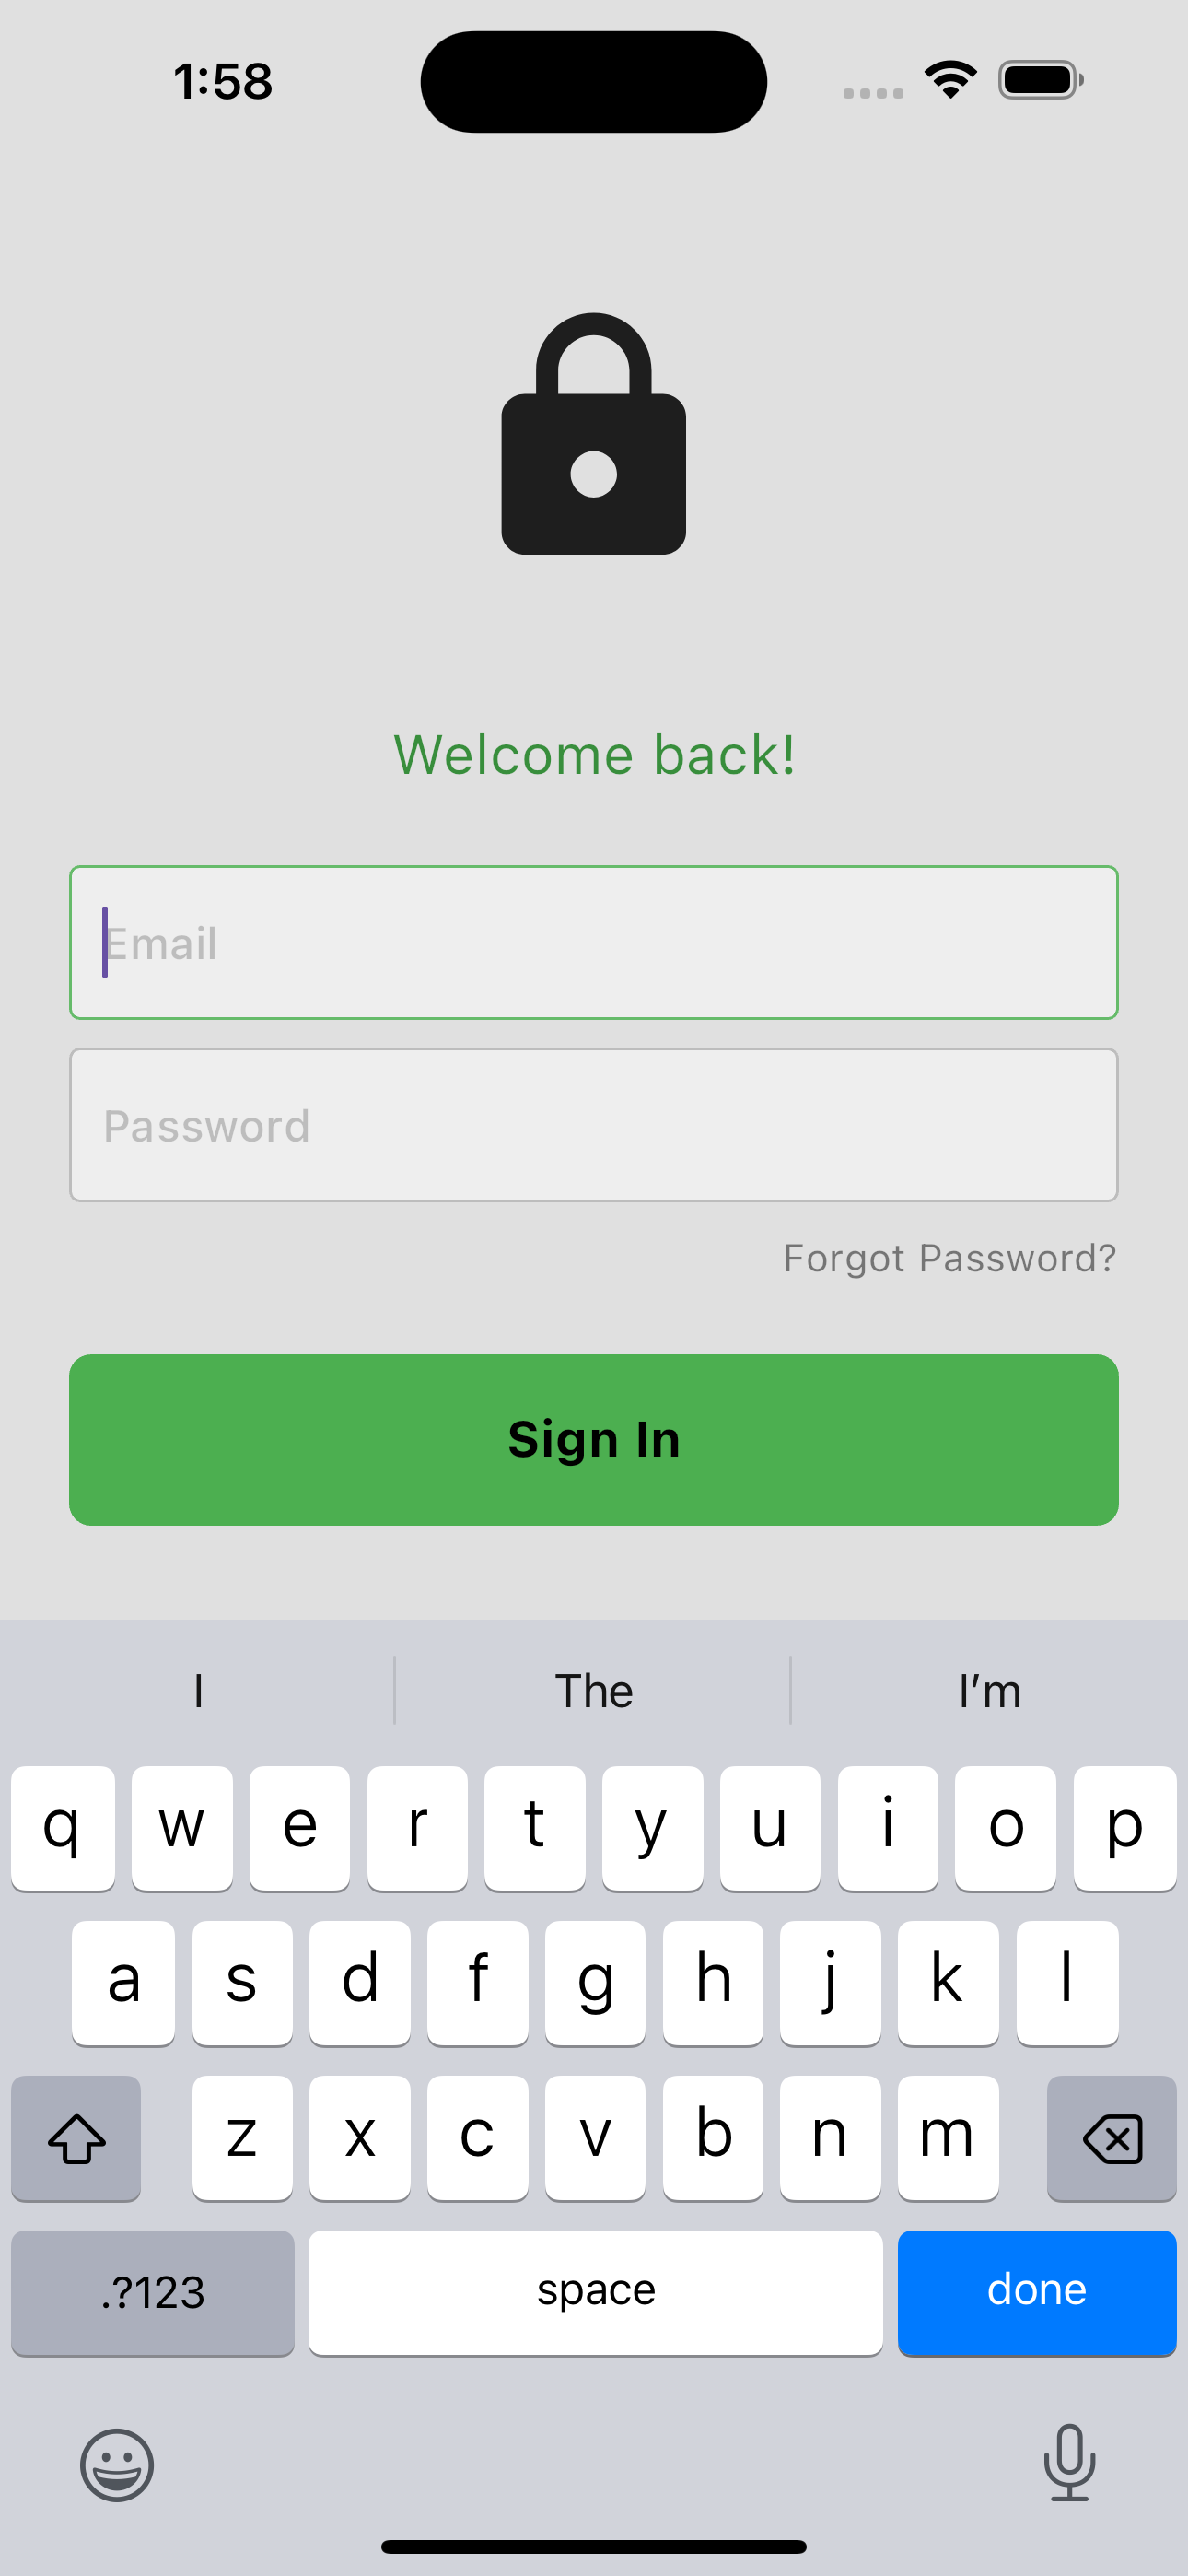 1:58
Welcome back!
Email
Password
Forgot Password?
Sign In
I The I’m
q w e r t y u i o p
a s d f g h j k l
z x c v b n m
.?123 space done